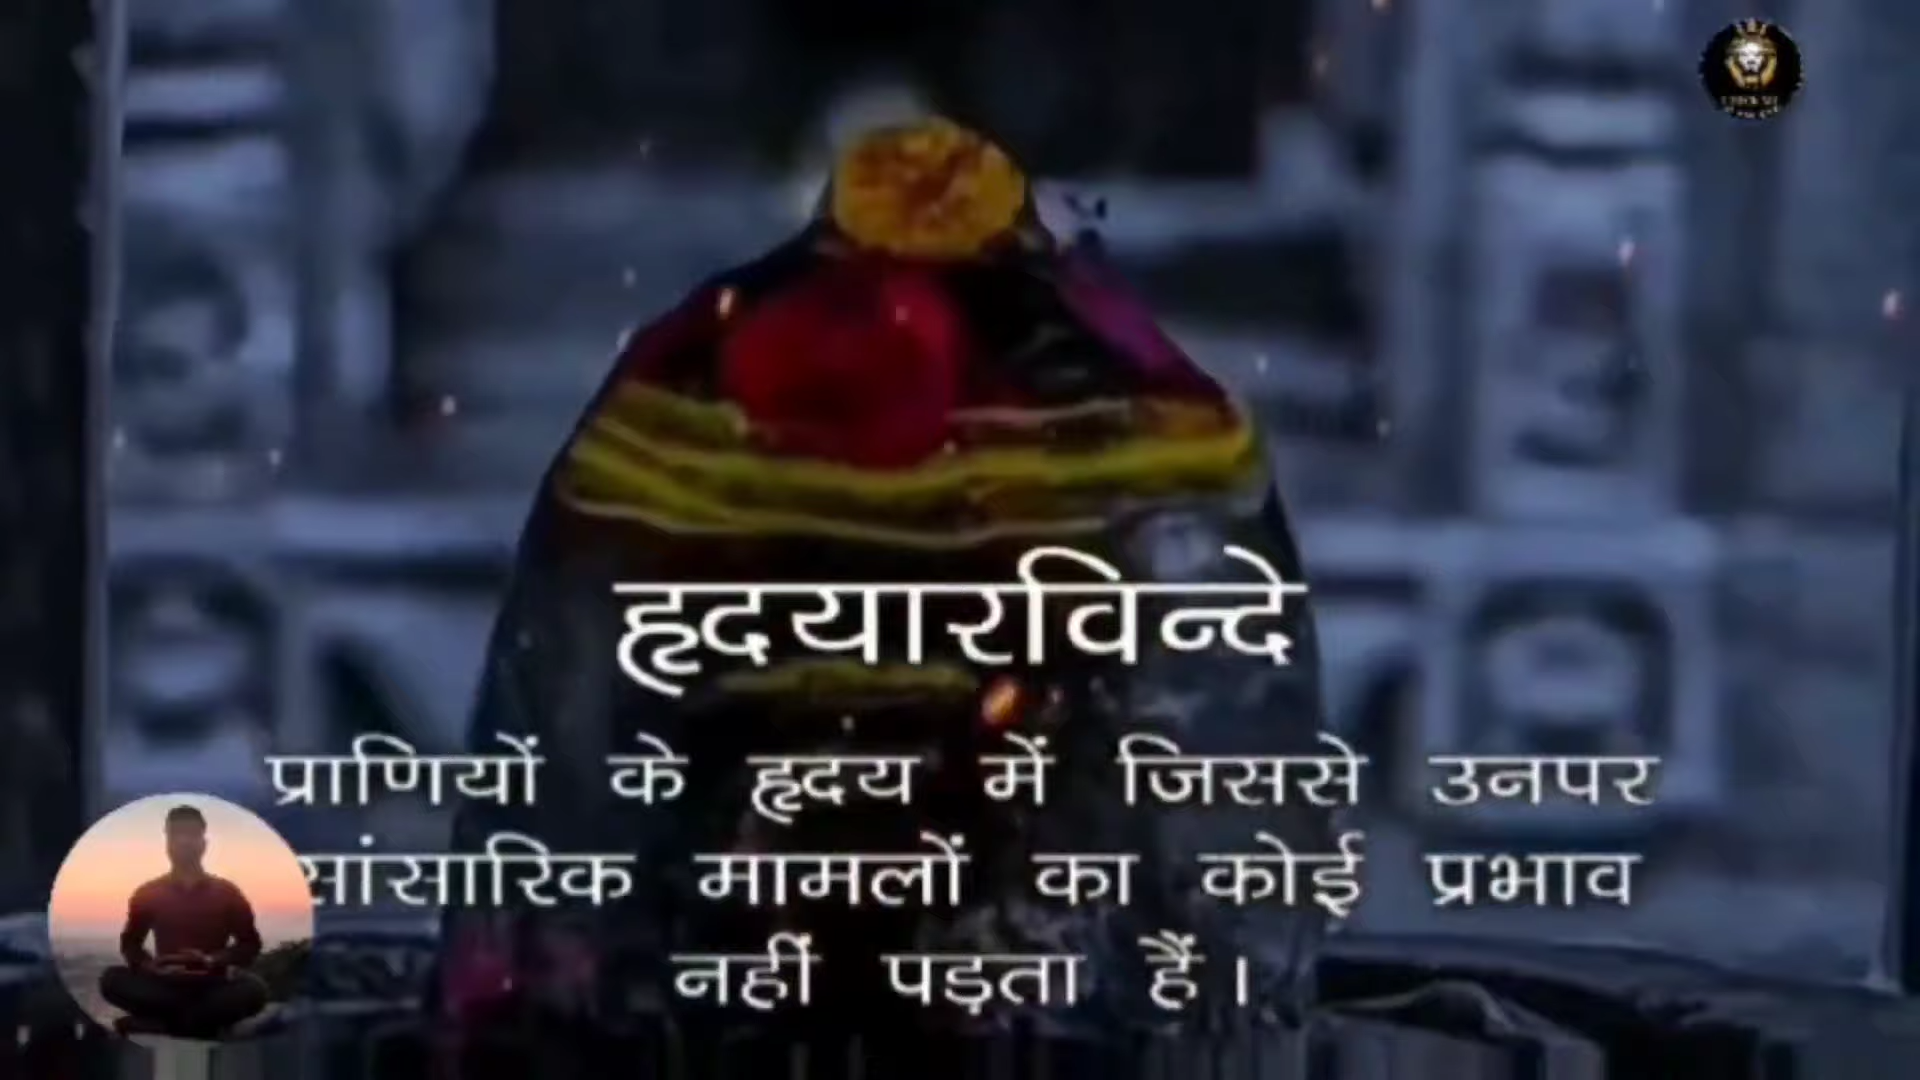 हृदयारविन्दे
प्राणियों के हृदय में जिससे उनपर
सांसारिक मामलों का कोई प्रभाव
नहीं पड़ता हैं।